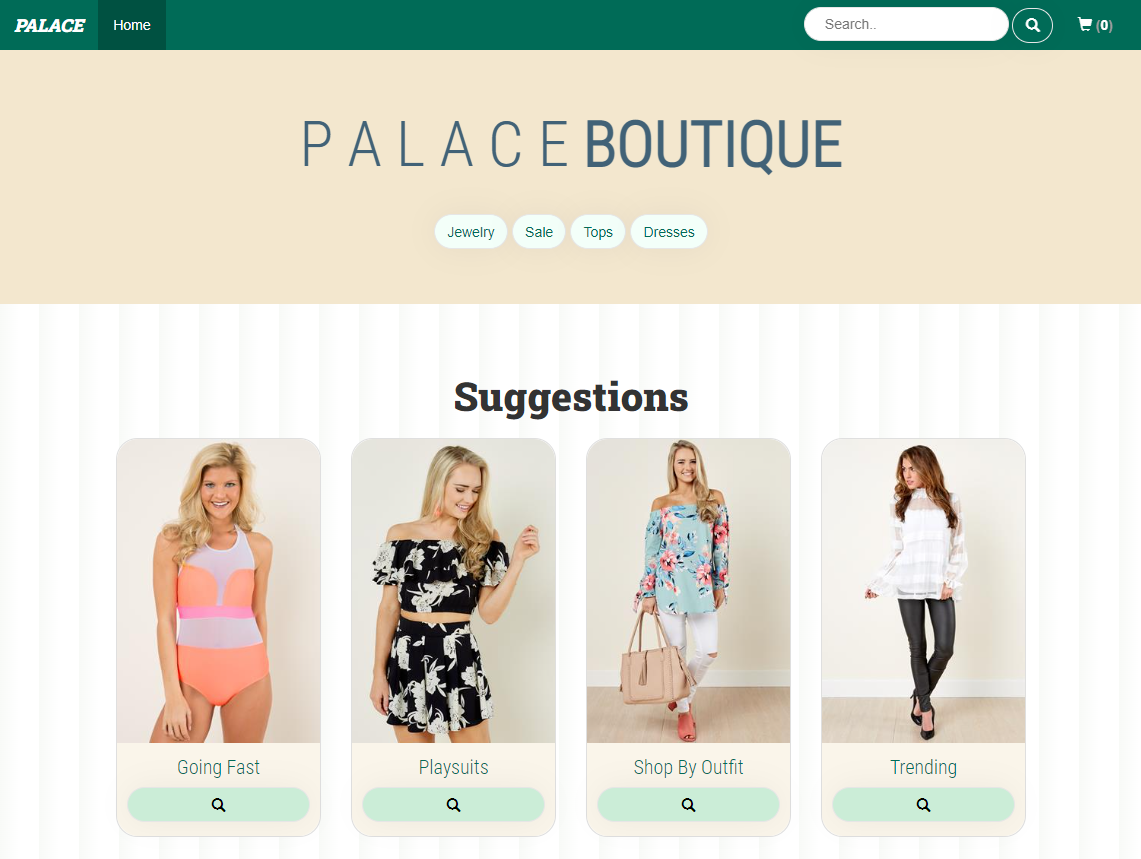 PALACE Home Search.. (0)
PALACE BOUTIQUE
Jewelry Sale Tops Dresses
Suggestions
Going Fast Playsuits Shop By Outfit Trending